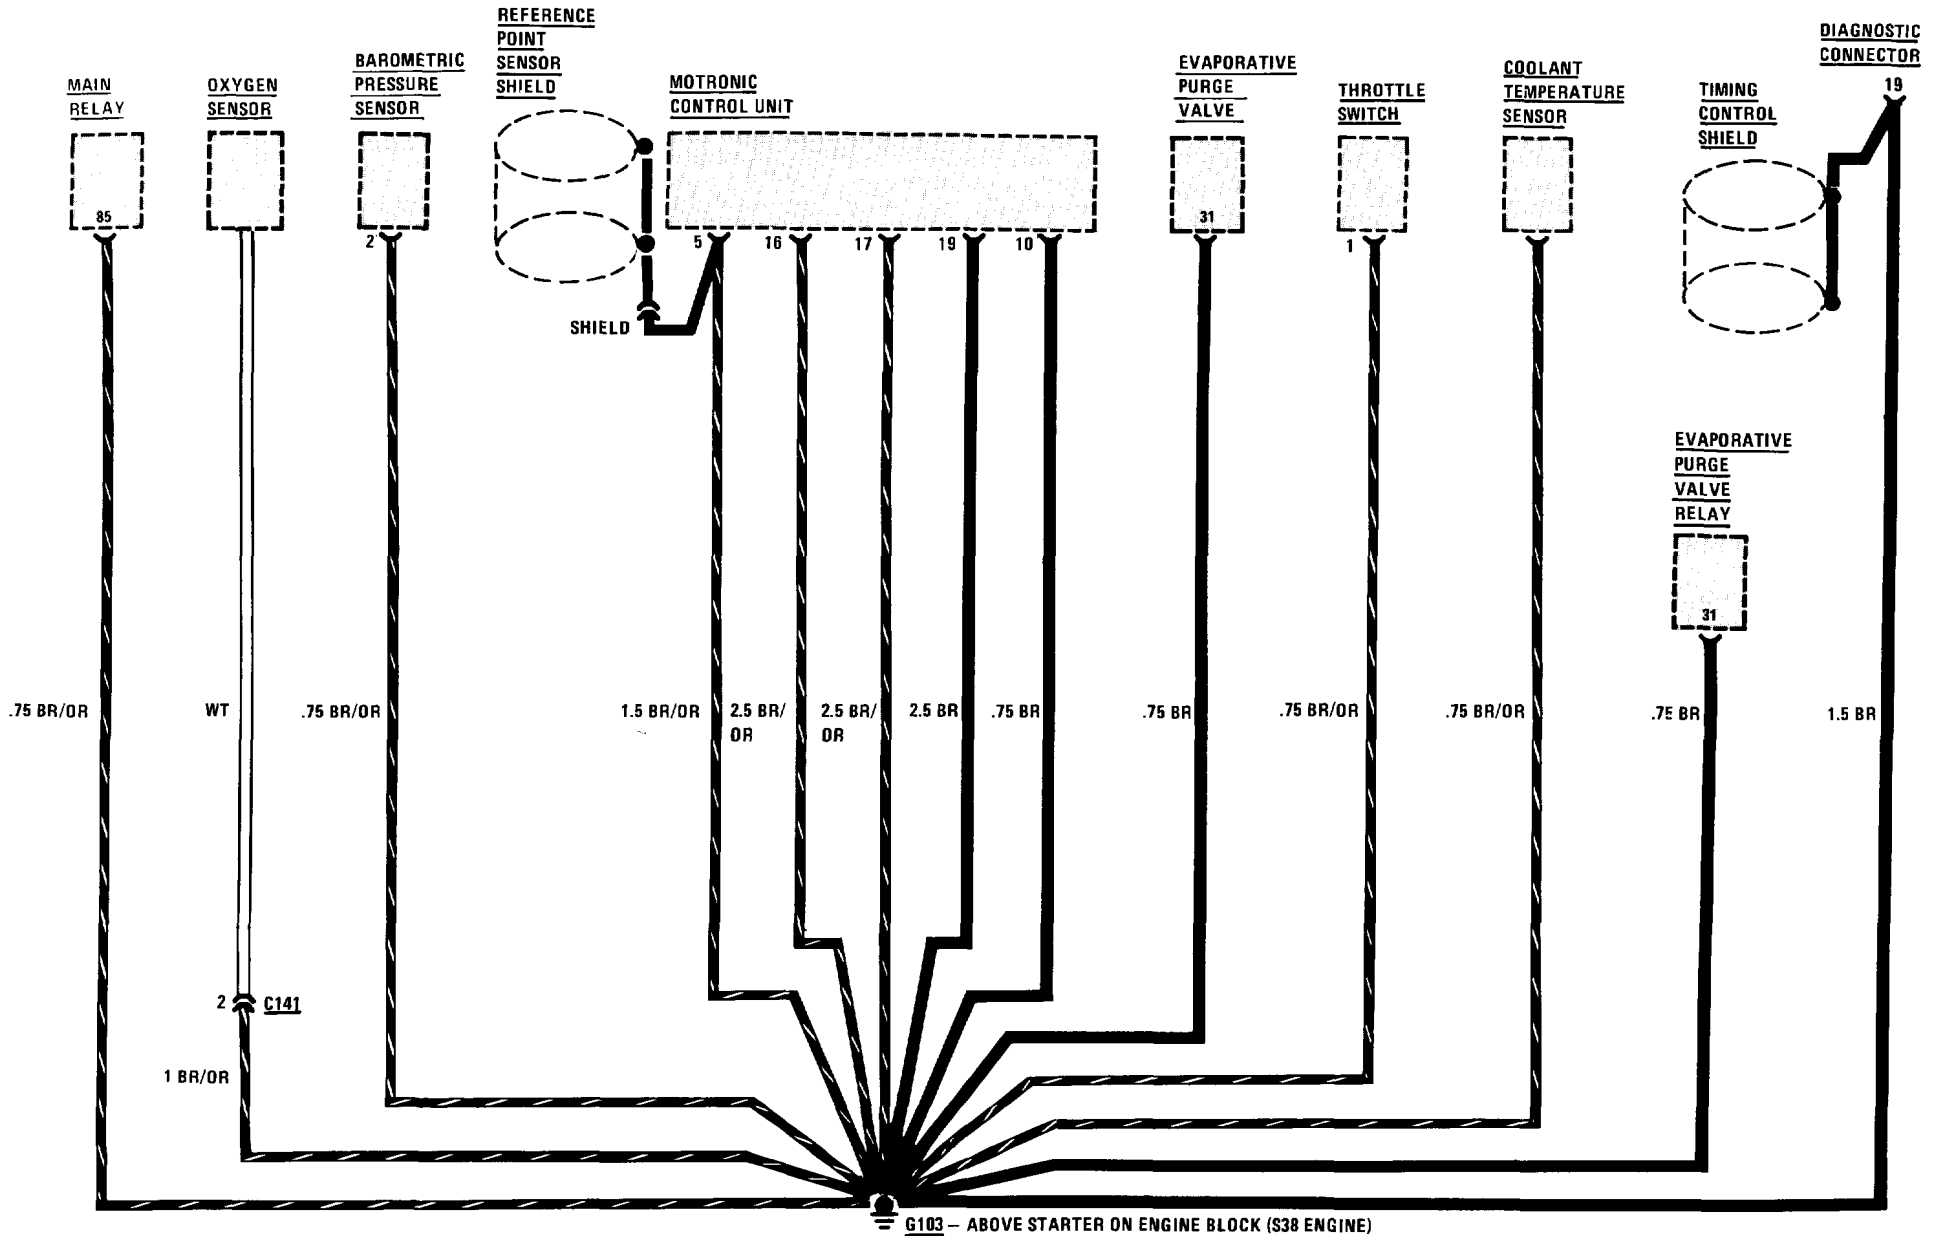 MAIN
RELAY
85
OXYGEN
SENSOR
BAROMETRIC
PRESSURE
SENSOR
2
REFERENCE
POINT
SENSOR
SHIELD
SHIELD
MOTRONIC
CONTROL UNIT
5
16
17
19
10
EVAPORATIVE
PURGE
VALVE
31
THROTTLE
SWITCH
1
COOLANT
TEMPERATURE
SENSOR
TIMING
CONTROL
SHIELD
DIAGNOSTIC
CONNECTOR
19
EVAPORATIVE
PURGE
VALVE
RELAY
31
.75 BR/OR
WT
.75 BR/OR
1.5 BR/OR
2.5 BR/
OR
2.5 BR/
OR
2.5 BR
.75 BR
.75 BR
.75 BR/OR
.75 BR/OR
.75 BR
1.5 BR
2
C141
1 BR/OR
G103 – ABOVE STARTER ON ENGINE BLOCK (S38 ENGINE)